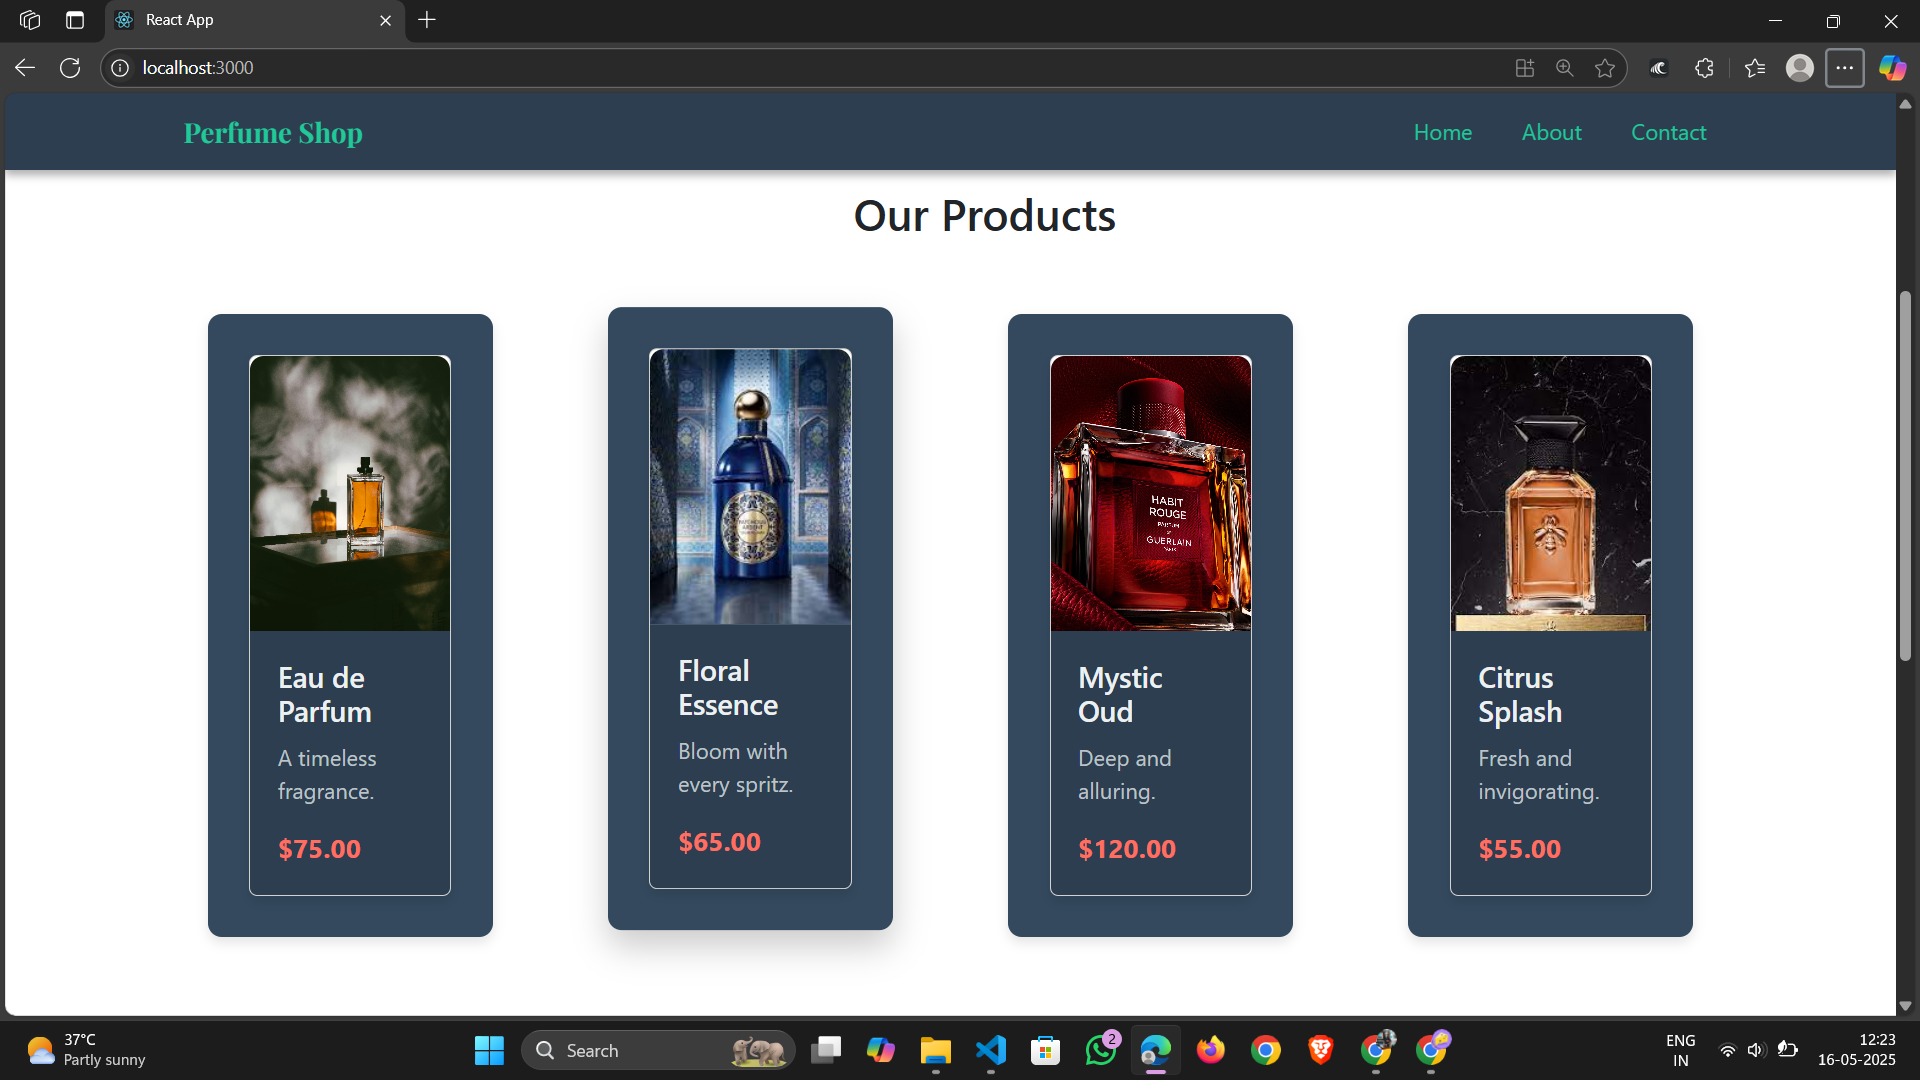 React App
localhost:3000
Perfume Shop
Home
About
Contact
Our Products
HABIT
ROUGE
PARFUM
GUERLAIN
PARIS
Eau de
Parfum
A timeless
fragrance.
$75.00
Floral
Essence
Bloom with
every spritz.
$65.00
Mystic
Oud
Deep and
alluring.
$120.00
Citrus
Splash
Fresh and
invigorating.
$55.00
37°C
Partly sunny
Search
2
ENG
IN
12:23
16-05-2025